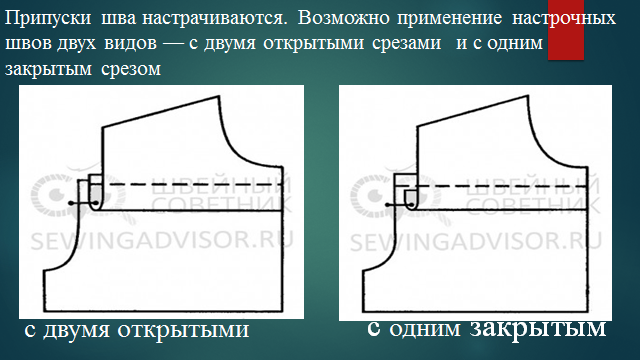 Припуски шва настрачиваются. Возможно применение настрочных
швов двух видов — с двумя открытыми срезами и с одним
закрытым срезом
ШВЕЙНЫЙ
СОВЕТНИК
SEWINGADVISOR.RU
ШВЕЙНЫЙ
СОВЕТНИК
SEWINGADVISOR.RU
с двумя открытыми
с одним закрытым